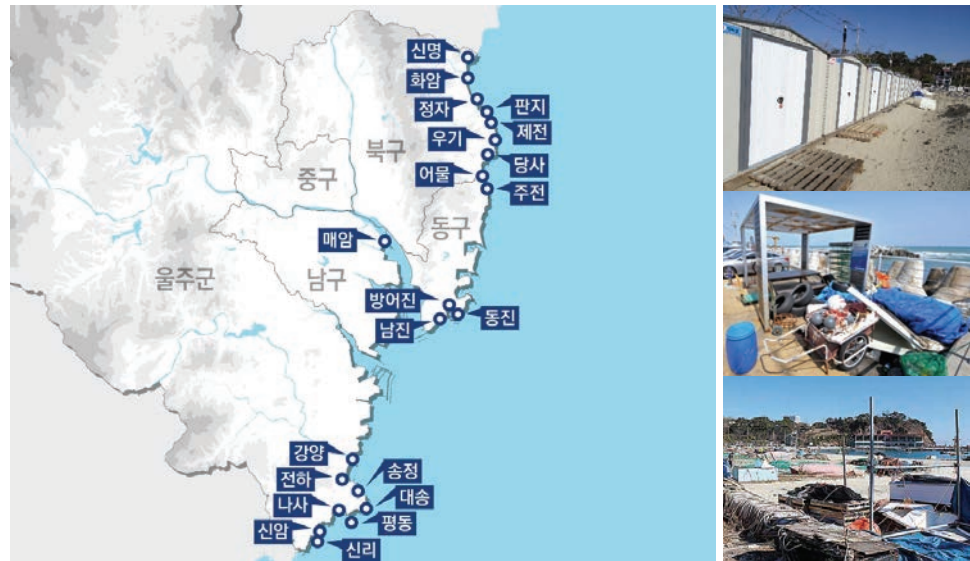 신명
화암
정자
판지
제전
우기
북구
당사
어물
중구
주전
동구
매암
울주군
남구
방어진
동진
남진
강양
전하
송정
나사
대송
신암
평동
신리